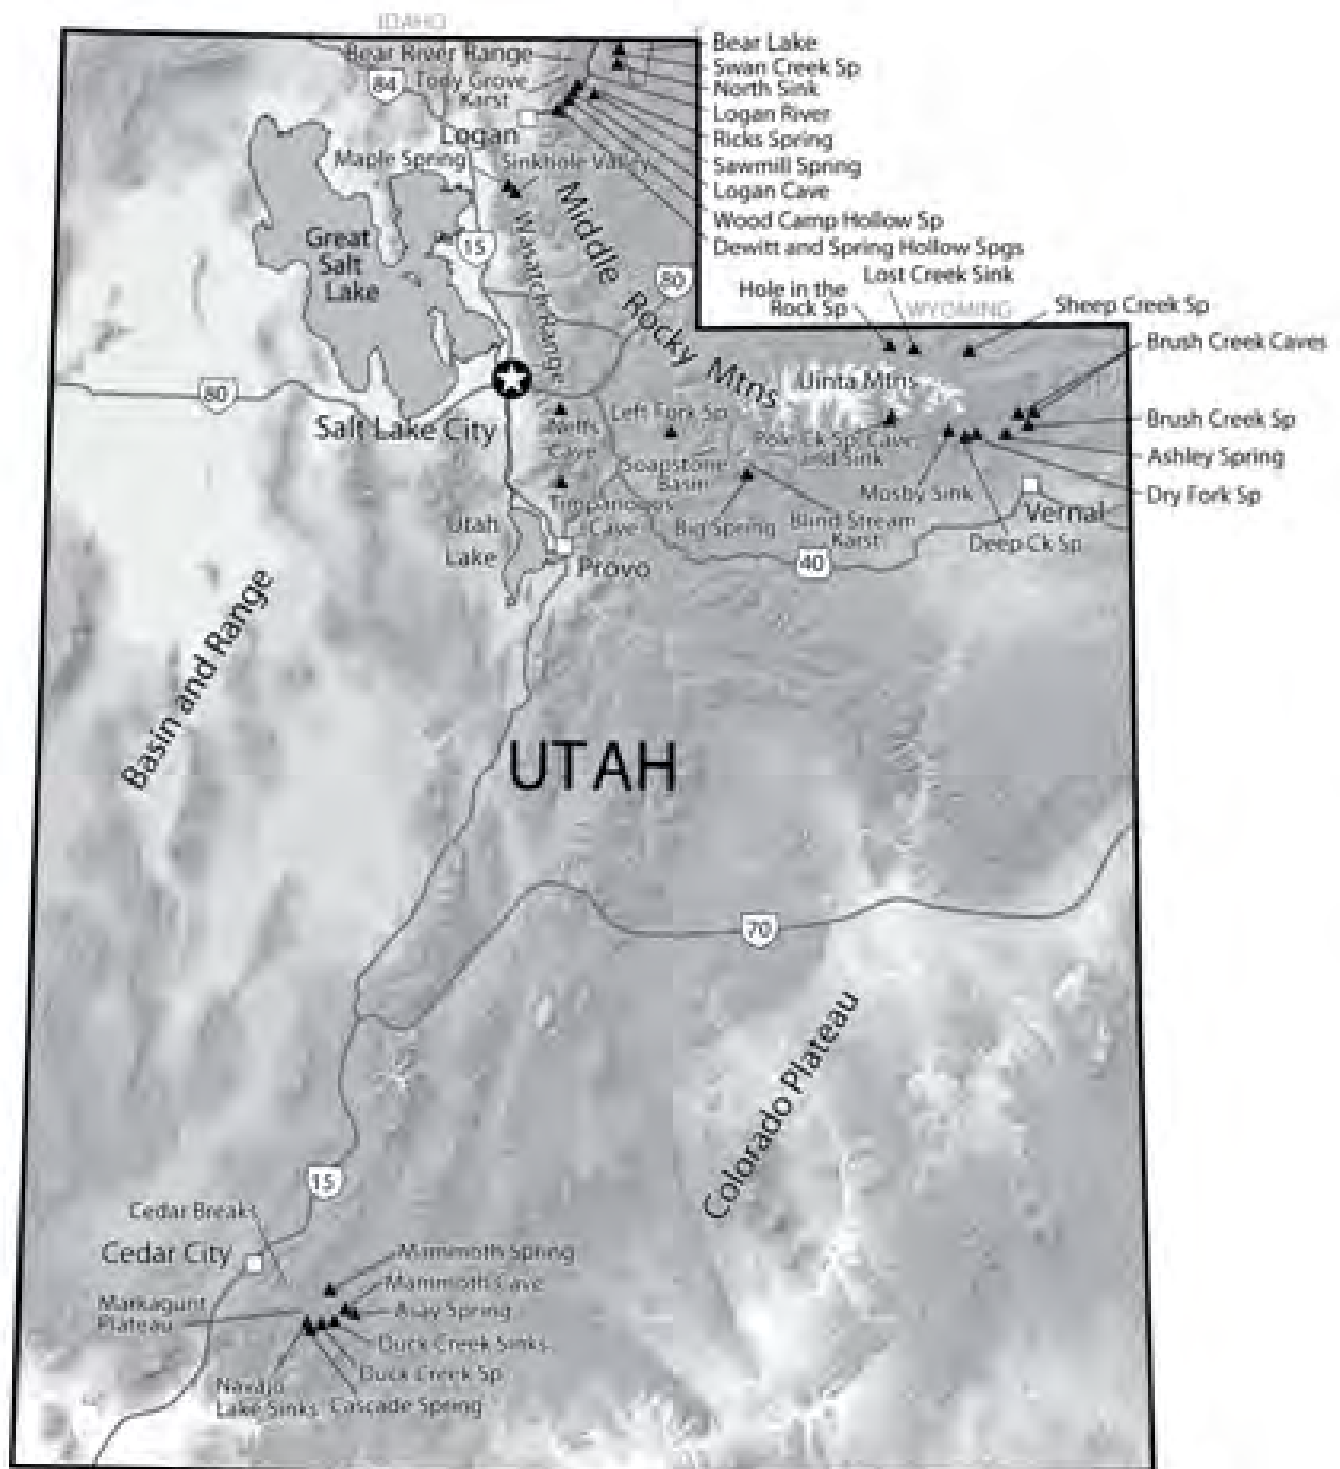 IDAHO
Bear River Range
84
Tony Grove
Karst
Logan
Maple Spring
Sinkhole Valley
Bear Lake
Swan Creek Sp
North Sink
Logan River
Ricks Spring
Sawmill Spring
Logan Cave
Wood Camp Hollow Sp
Dewitt and Spring Hollow Spgs
Lost Creek Sink
Hole in the
Rock Sp
WYOMING
Sheep Creek Sp
Brush Creek Caves
Great
Salt
Lake
15
Wasatch Range
Middle Rocky Mtns
80
80
Uinta Mtns
Salt Lake City
Neffs
Cave
Left Fork Sp
Pole Ck Sp, Cave,
and Sink
Brush Creek Sp
Ashley Spring
Dry Fork Sp
Soapstone
Basin
Mosby Sink
Vernal
Timpanogos
Cave
Big Spring
Blind Stream
Karst
Deep Ck Sp
Utah
Lake
Provo
40
Basin and Range
UTAH
70
Colorado Plateau
15
Cedar Breaks
Cedar City
Mammoth Spring
Mammoth Cave
Markagunt
Plateau
Asay Spring
Duck Creek Sinks
Duck Creek Sp
Navajo
Lake Sinks
Cascade Spring